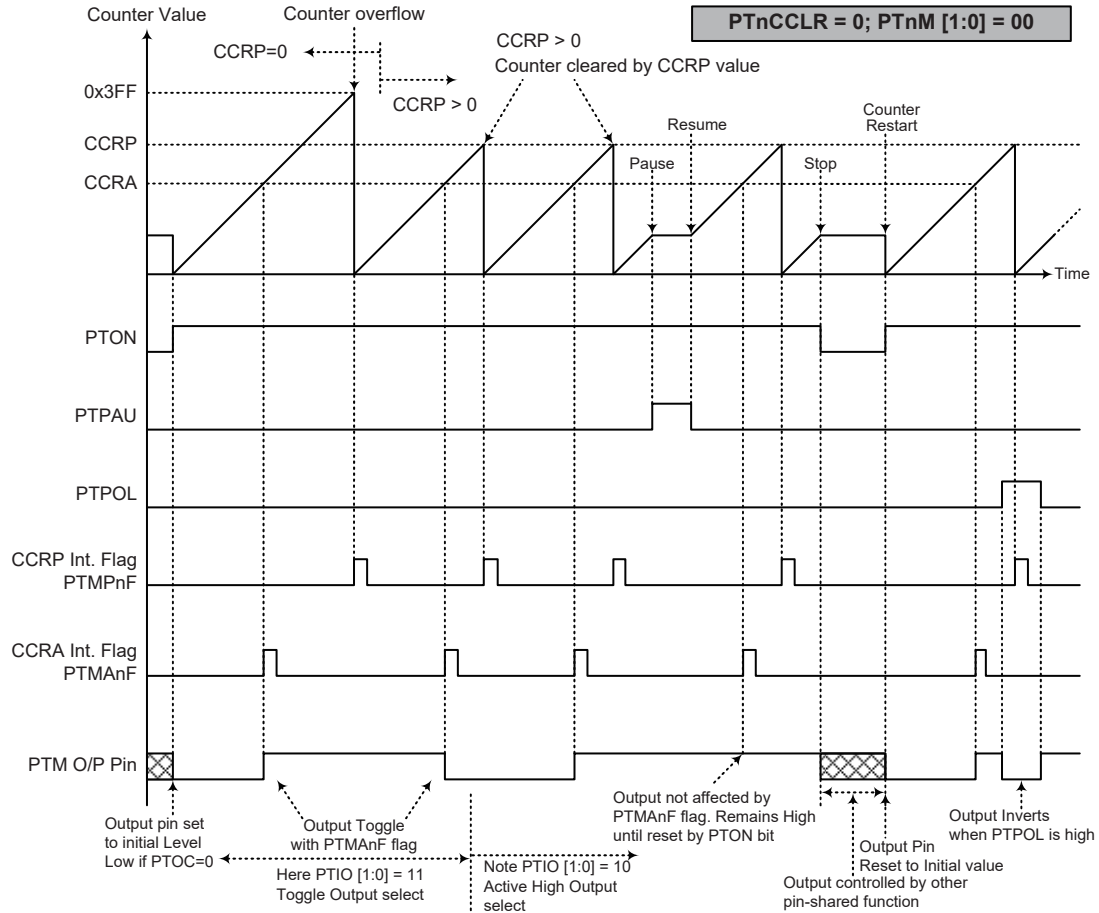 Counter Value
Counter overflow
PTnCCLR = 0; PTnM [1:0] = 00
CCRP=0
CCRP > 0
CCRP > 0
Counter cleared by CCRP value
0x3FF
CCRP
CCRA
Pause
Resume
Stop
Counter
Restart
Time
PTON
PTPAU
PTPOL
CCRP Int. Flag
PTMPnF
CCRA Int. Flag
PTMAnF
PTM O/P Pin
Output pin set
to initial Level
Low if PTOC=0
Output Toggle
with PTMAnF flag
Here PTIO [1:0] = 11
Toggle Output select
Note PTIO [1:0] = 10
Active High Output
select
Output not affected by
PTMAnF flag. Remains High
until reset by PTON bit
Output Pin
Reset to Initial value
Output controlled by other
pin-shared function
Output Inverts
when PTPOL is high